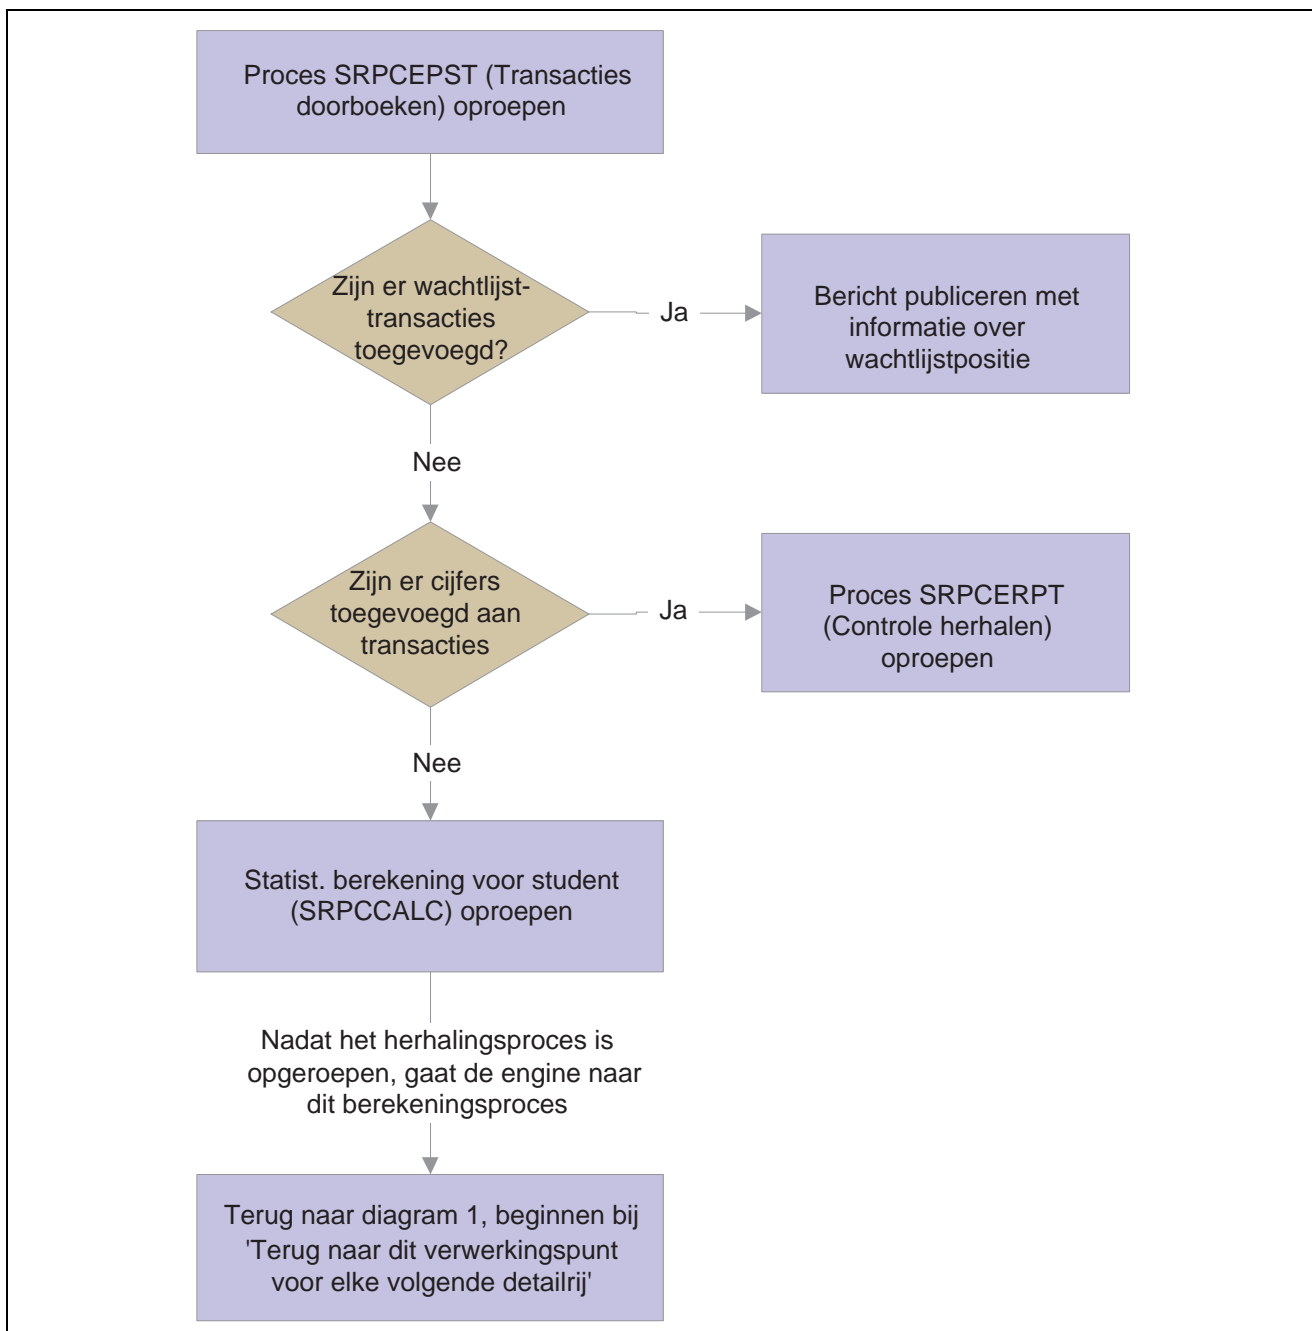 Proces SRPCEPST (Transacties
doorboeken) oproepen
Zijn er wachtlijst-
transacties
toegevoegd?
Ja
Bericht publiceren met
informatie over
wachtlijstpositie
Nee
Zijn er cijfers
toegevoegd aan
transacties
Ja
Proces SRPCERPT
(Controle herhalen)
oproepen
Nee
Statist. berekening voor student
(SRPCCALC) oproepen
Nadat het herhalingsproces is
opgeroepen, gaat de engine naar
dit berekeningsproces
Terug naar diagram 1, beginnen bij
'Terug naar dit verwerkingspunt
voor elke volgende detailrij'